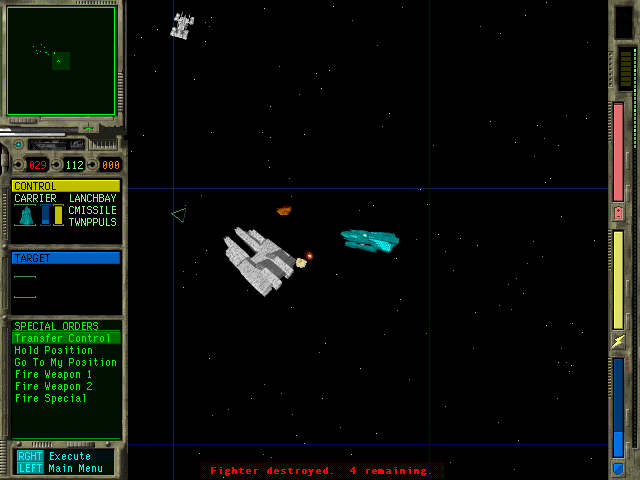 029 112 000
CONTROL
CARRIER LANCHBAY
CMISSILE
TWNPPULS
TARGET
SPECIAL ORDERS
Transfer Control
Hold Position
Go To My Position
Fire Weapon 1
Fire Weapon 2
Fire Special
RGHT Execute
LEFT Main Menu
Fighter destroyed. 4 remaining.